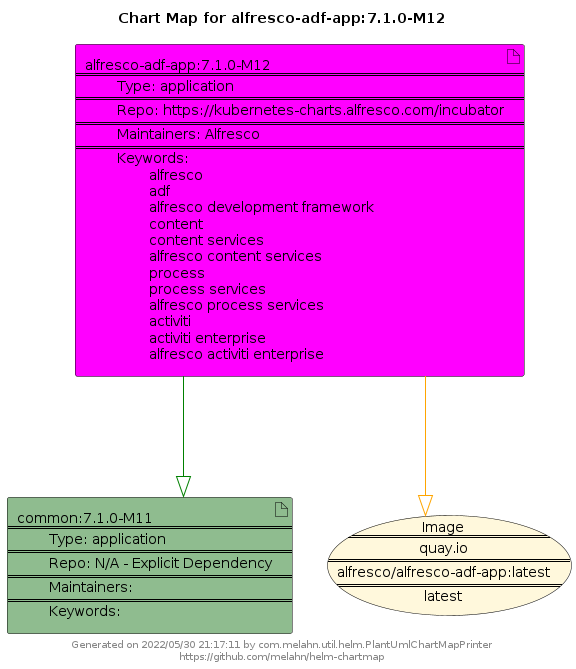 Chart Map for alfresco-adf-app:7.1.0-M12
alfresco-adf-app:7.1.0-M12
Type: application
Repo: https://kubernetes-charts.alfresco.com/incubator
Maintainers: Alfresco
Keywords:
alfresco
adf
alfresco development framework
content
content services
alfresco content services
process
process services
alfresco process services
activiti
activiti enterprise
alfresco activiti enterprise
common:7.1.0-M11
Type: application
Repo: N/A - Explicit Dependency
Maintainers:
Keywords:
Image
quay.io
alfresco/alfresco-adf-app:latest
latest
Generated on 2022/05/30 21:17:11 by com.melahn.util.helm.PlantUmlChartMapPrinter
https://github.com/melahn/helm-chartmap